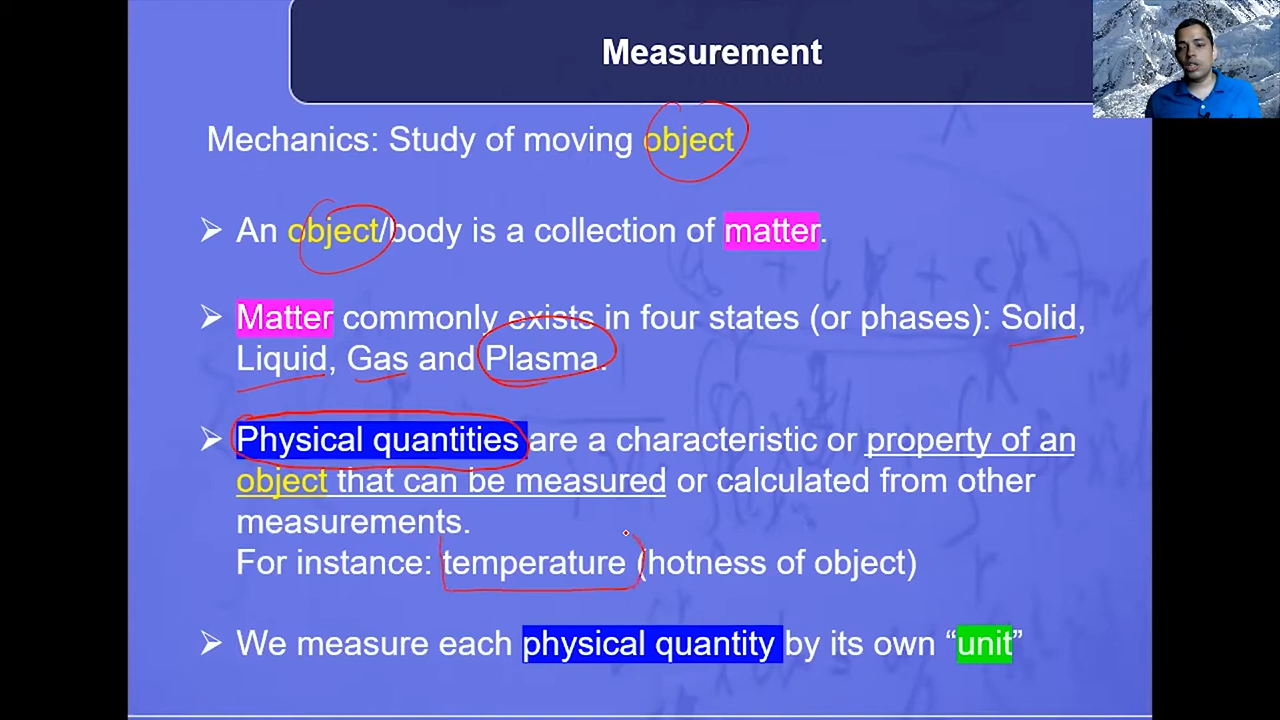 Measurement
Mechanics: Study of moving object
➢ An object/body is a collection of matter.
➢ Matter commonly exists in four states (or phases): Solid,
Liquid, Gas and Plasma.
➢ Physical quantities are a characteristic or property of an
object that can be measured or calculated from other
measurements.
For instance: temperature (hotness of object)
➢ We measure each physical quantity by its own “unit”